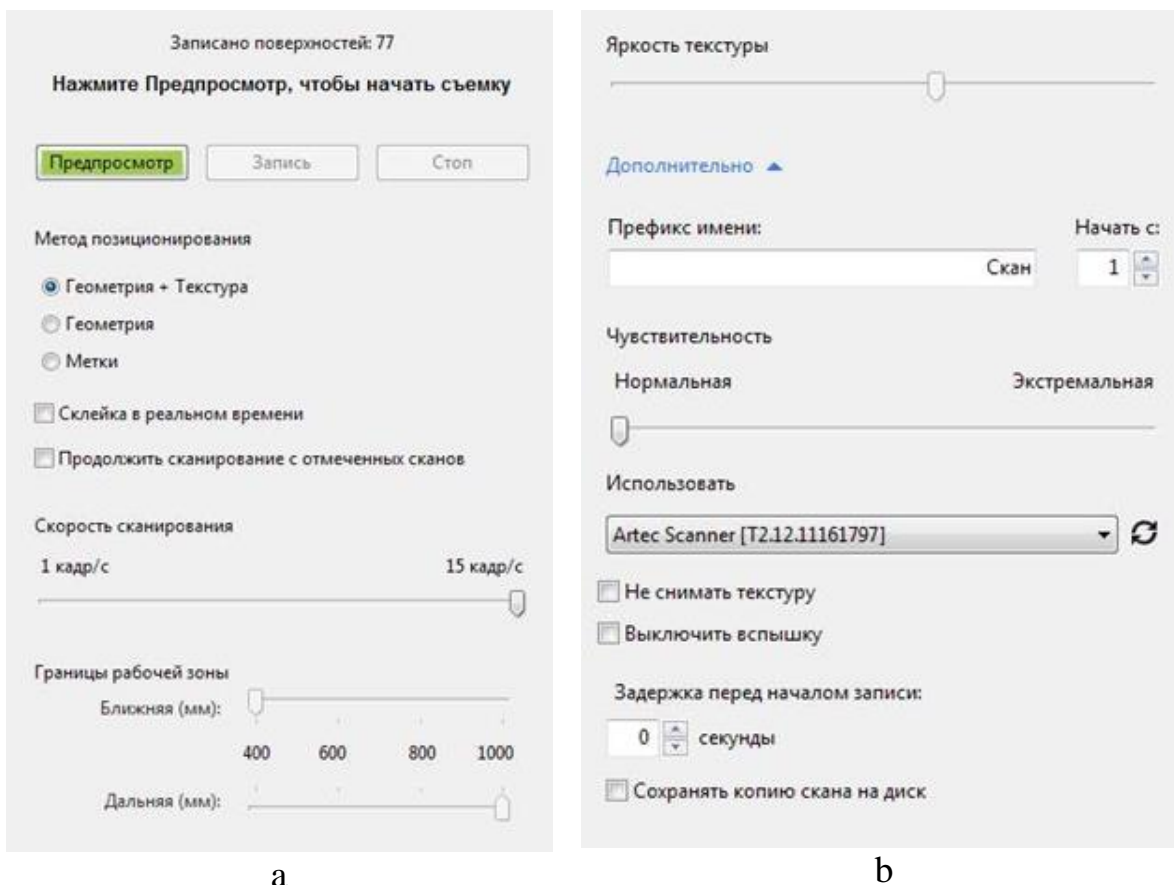 Записано поверхностей: 77
Нажмите Предпросмотр, чтобы начать съемку
Предпросмотр Запись Стоп
Метод позиционирования
Геометрия + Текстура
Геометрия
Метки
Склейка в реальном времени
Продолжить сканирование с отмеченных сканов
Скорость сканирования
1 кадр/с 15 кадр/с
Границы рабочей зоны
Ближняя (мм):
400 600 800 1000
Дальняя (мм):
a
Яркость текстуры
Дополнительно
Префикс имени: Начать с:
Скан 1
Чувствительность
Нормальная Экстремальная
Использовать
Artec Scanner [T2.12.11161797]
Не снимать текстуру
Выключить вспышку
Задержка перед началом записи:
0 секунды
Сохранять копию скана на диск
b